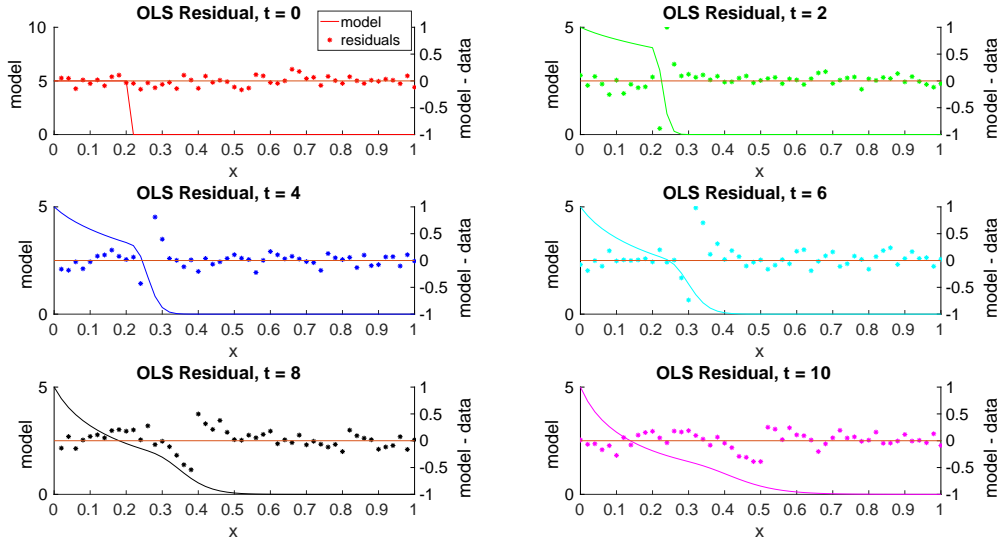 OLS Residual, t = 0
model
residuals
10
5
0
1
0.5
0
-0.5
-1
model
model - data
0 0.1 0.2 0.3 0.4 0.5 0.6 0.7 0.8 0.9 1
x
OLS Residual, t = 2
5
0
1
0.5
0
-0.5
-1
model
model - data
0 0.1 0.2 0.3 0.4 0.5 0.6 0.7 0.8 0.9 1
x
OLS Residual, t = 4
5
0
1
0.5
0
-0.5
-1
model
model - data
0 0.1 0.2 0.3 0.4 0.5 0.6 0.7 0.8 0.9 1
x
OLS Residual, t = 6
5
0
1
0.5
0
-0.5
-1
model
model - data
0 0.1 0.2 0.3 0.4 0.5 0.6 0.7 0.8 0.9 1
x
OLS Residual, t = 8
5
0
1
0.5
0
-0.5
-1
model
model - data
0 0.1 0.2 0.3 0.4 0.5 0.6 0.7 0.8 0.9 1
x
OLS Residual, t = 10
5
0
1
0.5
0
-0.5
-1
model
model - data
0 0.1 0.2 0.3 0.4 0.5 0.6 0.7 0.8 0.9 1
x